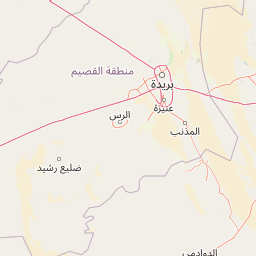 منطقة القصيم
بريدة
عنيزة
الرس
المذنب
ضليع رشيد
الدوادمي